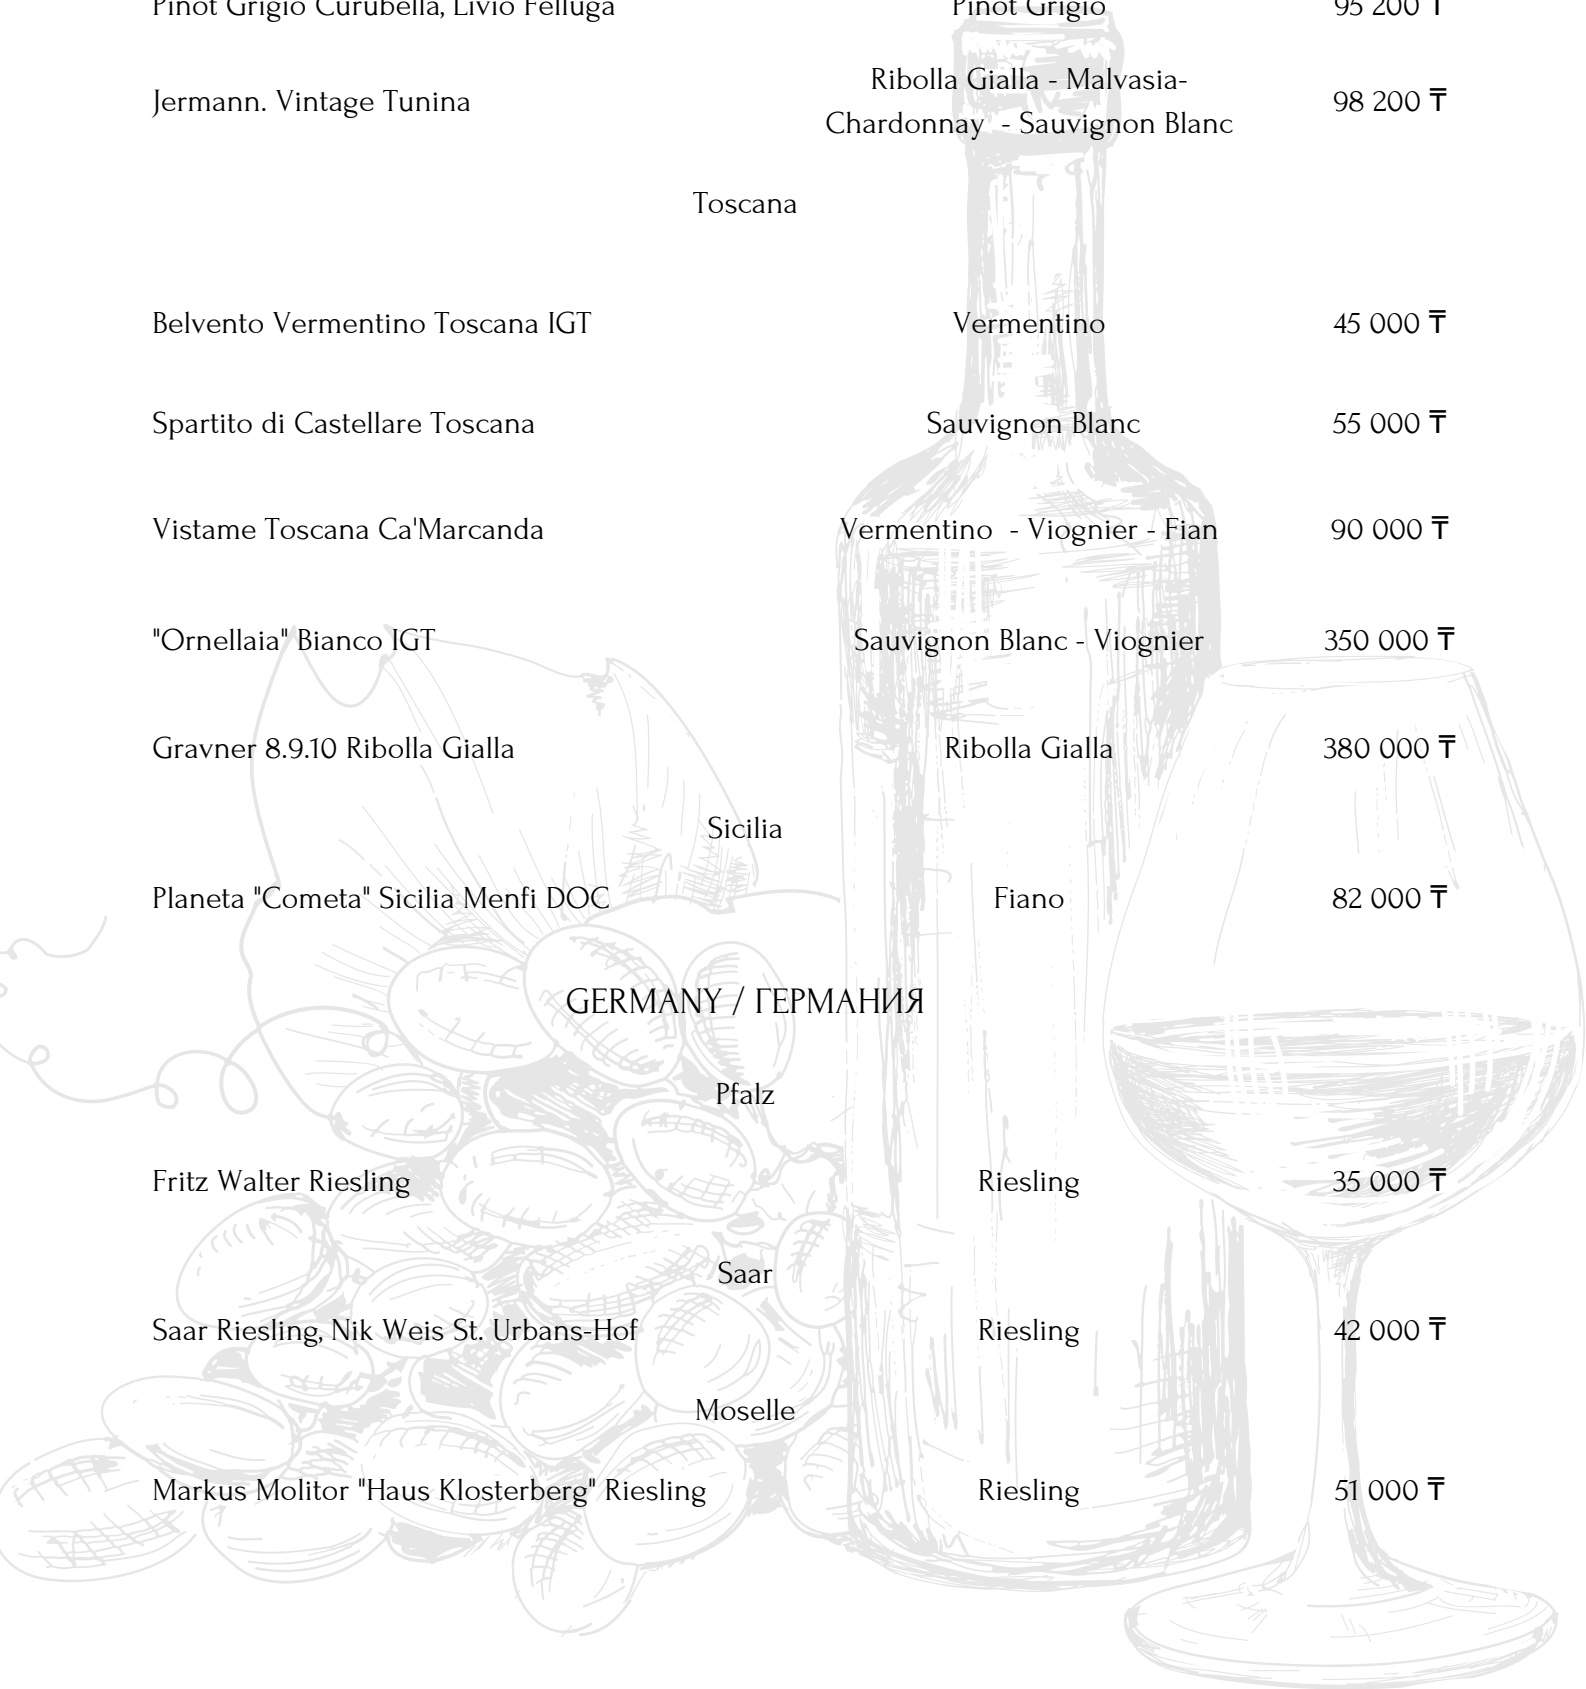 Pinot Grigio Curubella, Livio Felluga Pinot Grigio 95 200 ₸
Ribolla Gialla - Malvasia-
Jermann. Vintage Tunina 98 200 ₸
Chardonnay - Sauvignon Blanc
Toscana
Belvento Vermentino Toscana IGT Vermentino 45 000 ₸
Spartito di Castellare Toscana Sauvignon Blanc 55 000 ₸
Vistame Toscana Ca'Marcanda Vermentino - Viognier - Fian 90 000 ₸
"Ornellaia" Bianco IGT Sauvignon Blanc - Viognier 350 000 ₸
Gravner 8.9.10 Ribolla Gialla Ribolla Gialla 380 000 ₸
Sicilia
Planeta "Cometa" Sicilia Menfi DOC Fiano 82 000 ₸
GERMANY / ГЕРМАНИЯ
Pfalz
Fritz Walter Riesling Riesling 35 000 ₸
Saar
Saar Riesling, Nik Weis St. Urbans-Hof Riesling 42 000 ₸
Moselle
Markus Molitor "Haus Klosterberg" Riesling Riesling 51 000 ₸